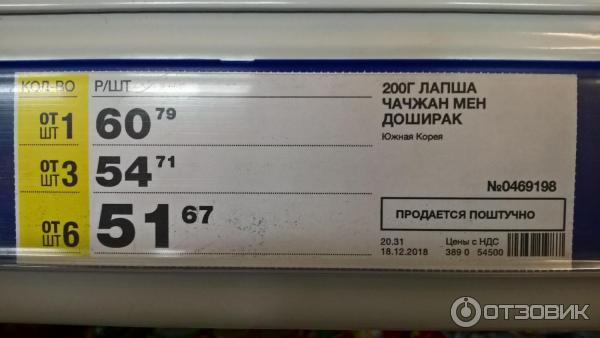 КОЛ-ВО Р/ШТ
ОТ 1 ШТ 60 79
ОТ 3 ШТ 54 71
ОТ 6 ШТ 51 67
200Г ЛАПША
ЧАЧЖАН МЕН
ДОШИРАК
Южная Корея
№0469198
ПРОДАЕТСЯ ПОШТУЧНО
20.31 Цены с НДС
18.12.2018 389 0 54500
ОТЗОВИК